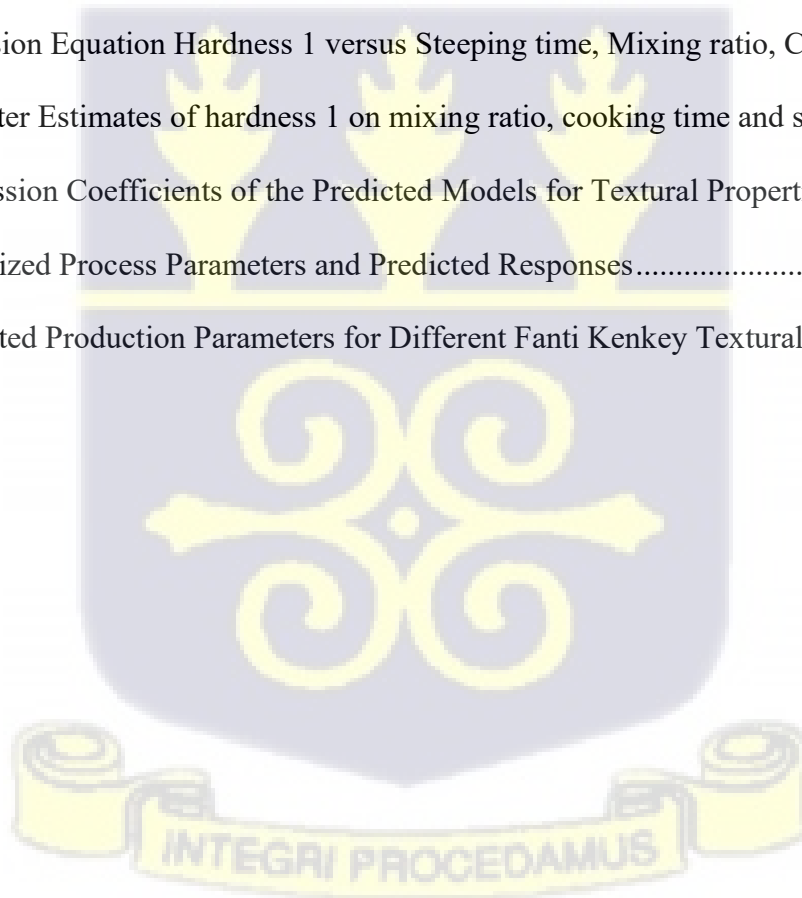 ion Equation Hardness 1 versus Steeping time, Mixing ratio, C
ter Estimates of hardness 1 on mixing ratio, cooking time and s
ssion Coefficients of the Predicted Models for Textural Propert
ized Process Parameters and Predicted Responses....................
ted Production Parameters for Different Fanti Kenkey Textural
INTEGRI PROCEDAMUS